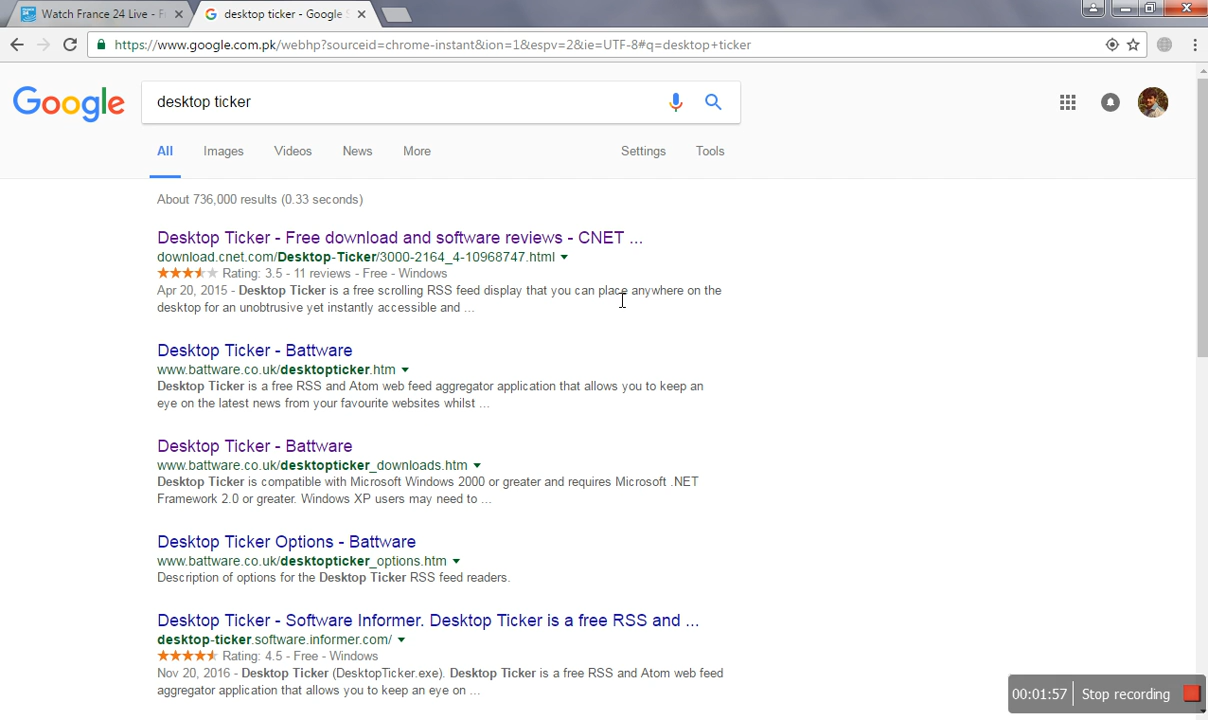 Watch France 24 Live - F
desktop ticker - Google S
https://www.google.com.pk/webhp?sourceid=chrome-instant&ion=1&espv=2&ie=UTF-8#q=desktop+ticker
Google
desktop ticker
All Images Videos News More Settings Tools
About 736,000 results (0.33 seconds)
Desktop Ticker - Free download and software reviews - CNET ...
download.cnet.com/Desktop-Ticker/3000-2164_4-10968747.html
Rating: 3.5 - 11 reviews - Free - Windows
Apr 20, 2015 - Desktop Ticker is a free scrolling RSS feed display that you can place anywhere on the
desktop for an unobtrusive yet instantly accessible and ...
Desktop Ticker - Battware
www.battware.co.uk/desktopticker.htm
Desktop Ticker is a free RSS and Atom web feed aggregator application that allows you to keep an
eye on the latest news from your favourite websites whilst ...
Desktop Ticker - Battware
www.battware.co.uk/desktopticker_downloads.htm
Desktop Ticker is compatible with Microsoft Windows 2000 or greater and requires Microsoft .NET
Framework 2.0 or greater. Windows XP users may need to ...
Desktop Ticker Options - Battware
www.battware.co.uk/desktopticker_options.htm
Description of options for the Desktop Ticker RSS feed readers.
Desktop Ticker - Software Informer. Desktop Ticker is a free RSS and ...
desktop-ticker.software.informer.com/
Rating: 4.5 - Free - Windows
Nov 20, 2016 - Desktop Ticker (DesktopTicker.exe). Desktop Ticker is a free RSS and Atom web feed
aggregator application that allows you to keep an eye on ...
00:01:57 Stop recording